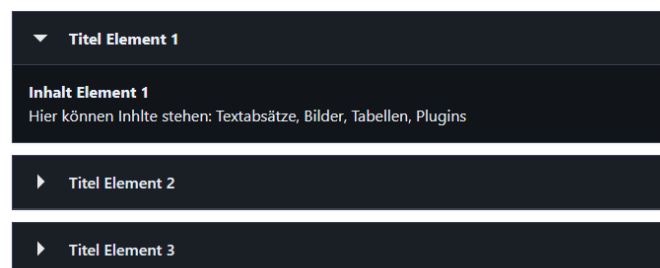 Titel Element 1
Inhalt Element 1
Hier können Inhlte stehen: Textabsätze, Bilder, Tabellen, Plugins
Titel Element 2
Titel Element 3